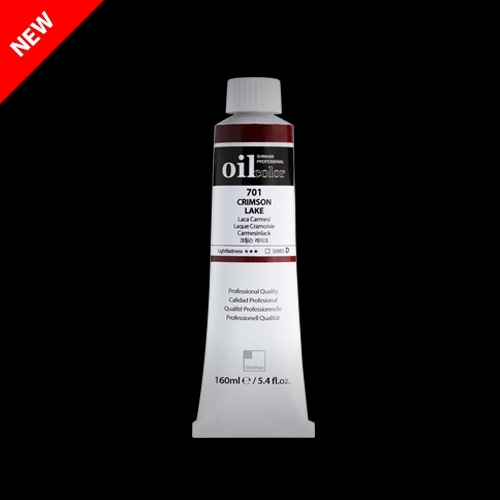 NEW
SHINHAN
PROFESSIONAL
oil color
701
CRIMSON
LAKE
Laca Carmesí
Laque Cramoisie
Carmesinlack
크림슨 레이크
Lightfastness ★★★ SERIES D
Professional Quality
Calidad Profesional
Qualité Professionnelle
Professionell Qualität
ShinHan
160ml ℮ / 5.4 fl.oz.